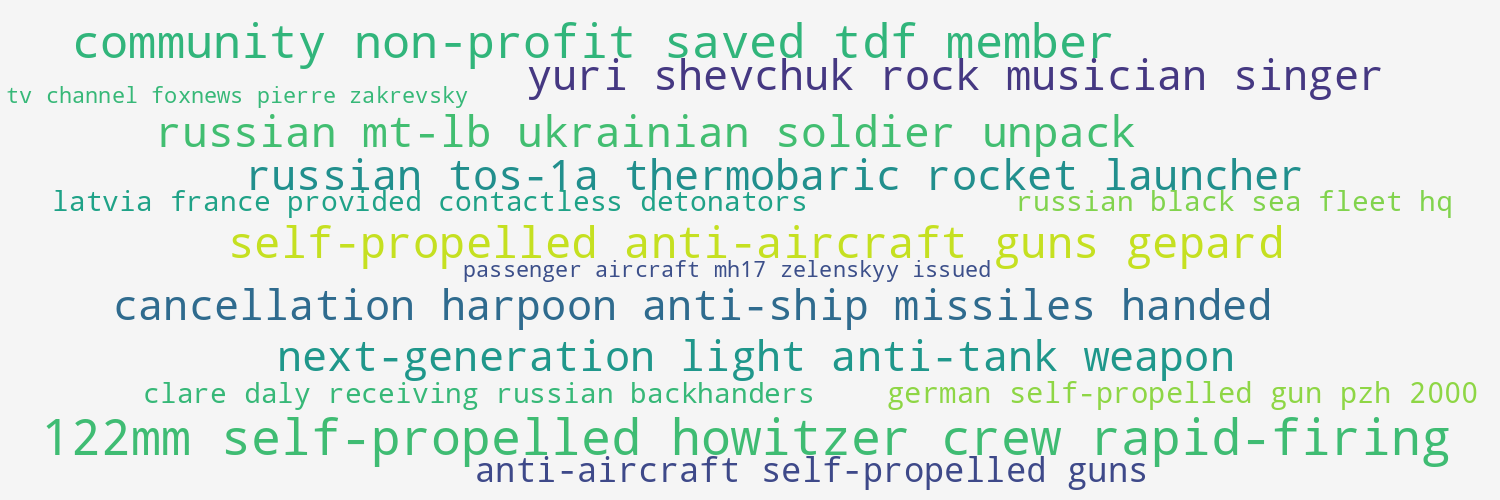 community non-profit saved tdf member
yuri shevchuk rock musician singer
tv channel foxnews pierre zakrevsky
russian mt-lb ukrainian soldier unpack
russian tos-1a thermobaric rocket launcher
latvia france provided contactless detonators
russian black sea fleet hq
self-propelled anti-aircraft guns gepard
passenger aircraft mh17 zelenskyy issued
cancellation harpoon anti-ship missiles handed
next-generation light anti-tank weapon
clare daly receiving russian backhanders
german self-propelled gun pzh 2000
122mm self-propelled howitzer crew rapid-firing
anti-aircraft self-propelled guns